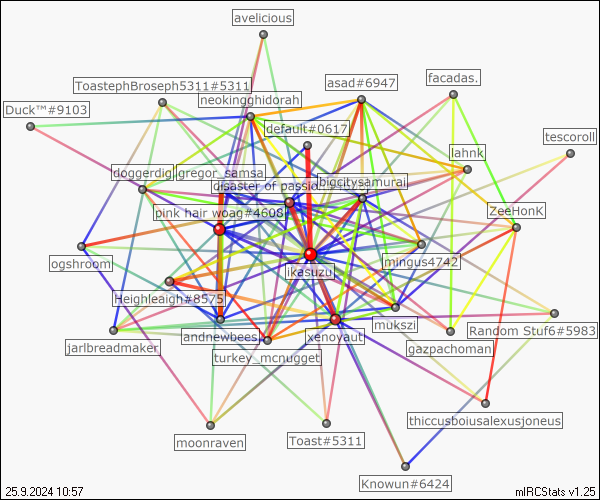 avelicious
ToastephBroseph5311#5311
asad#6947
facadas.
neokingghidorah
Duck™#9103
default#0617
tescoroll
lahnk
doggerdig
gregor_samsa
bigcitysamurai
disaster of passion
pink hair woag#4608
ZeeHonK
ogshroom
ikasuzu
mingus4742
Heighleaigh#8575
mukszi
Random Stuf6#5983
andnewbees
xenovaut
jarlbreadmaker
turkey_mcnugget
gazpachoman
thiccusboiusalexusjoneus
moonraven
Toast#5311
Knowun#6424
25.9.2024 10:57
mIRCStats v1.25